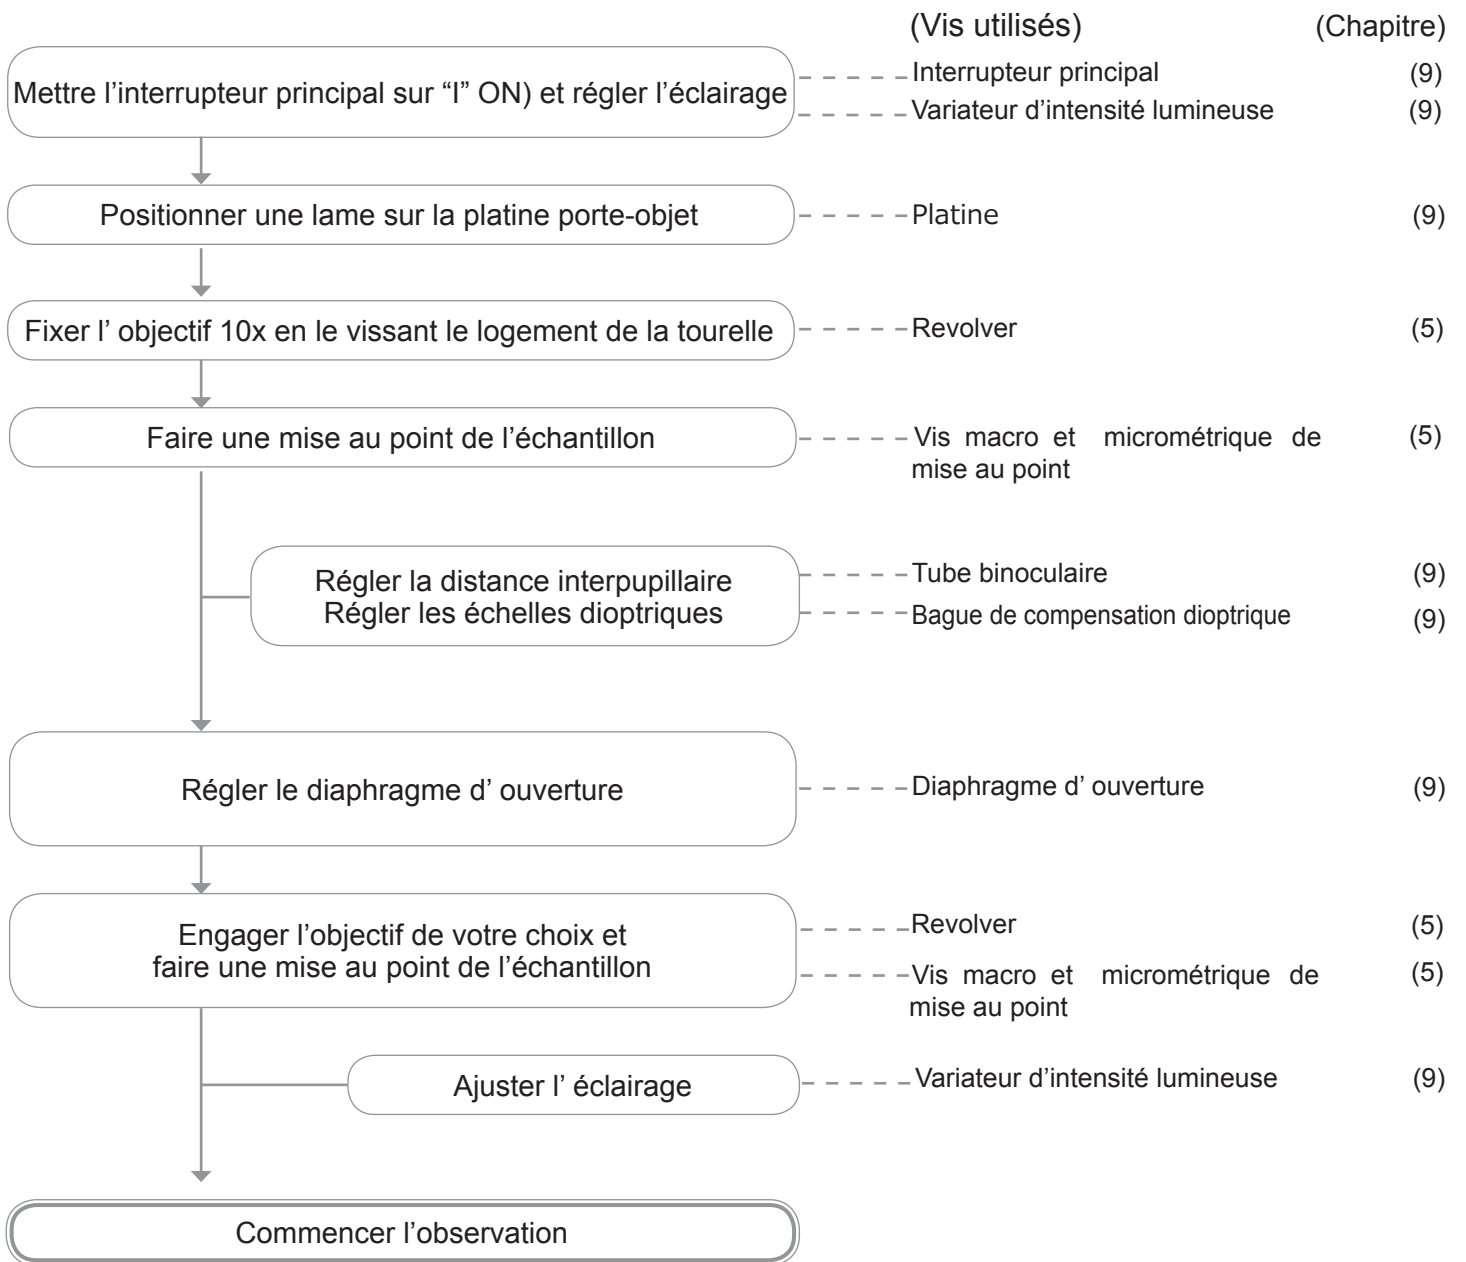 (Vis utilisés) (Chapitre)
Mettre l’interrupteur principal sur “I” ON) et régler l’éclairage
Interrupteur principal (9)
Variateur d’intensité lumineuse (9)
Positionner une lame sur la platine porte-objet
Platine (9)
Fixer l’ objectif 10x en le vissant le logement de la tourelle
Revolver (5)
Faire une mise au point de l’échantillon
Vis macro et micrométrique de (5)
mise au point
Régler la distance interpupillaire
Régler les échelles dioptriques
Tube binoculaire (9)
Bague de compensation dioptrique (9)
Régler le diaphragme d’ ouverture
Diaphragme d’ ouverture (9)
Engager l’objectif de votre choix et
faire une mise au point de l’échantillon
Revolver (5)
Vis macro et micrométrique de (5)
mise au point
Ajuster l’ éclairage
Variateur d’intensité lumineuse (9)
Commencer l’observation